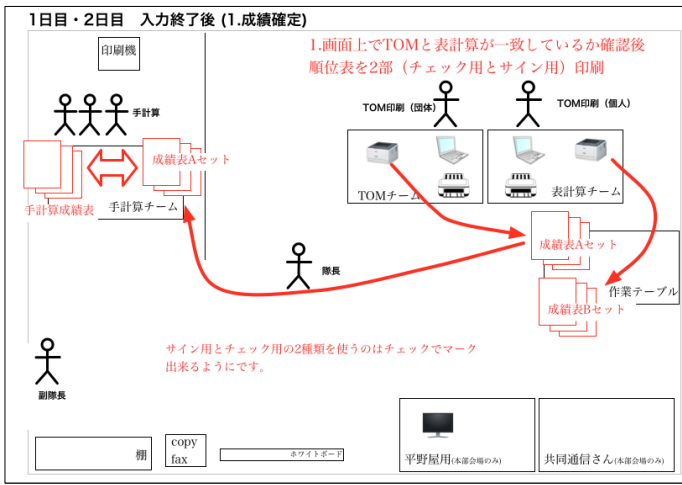 1日目・2日目　入力終了後 (1.成績確定)
印刷機
1.画面上でTOMと表計算が一致しているか確認後
順位表を2部（チェック用とサイン用）印刷
手計算
TOM印刷（団体）
TOM印刷（個人）
成績表Aセット
手計算成績表
手計算チーム
TOMチーム
表計算チーム
成績表Aセット
隊長
作業テーブル
成績表Bセット
サイン用とチェック用の2種類を使うのはチェックでマーク
出来るようにです。
副隊長
棚
copy
fax
ホワイトボード
平野屋用(本部会場のみ)
共同通信さん(本部会場のみ)